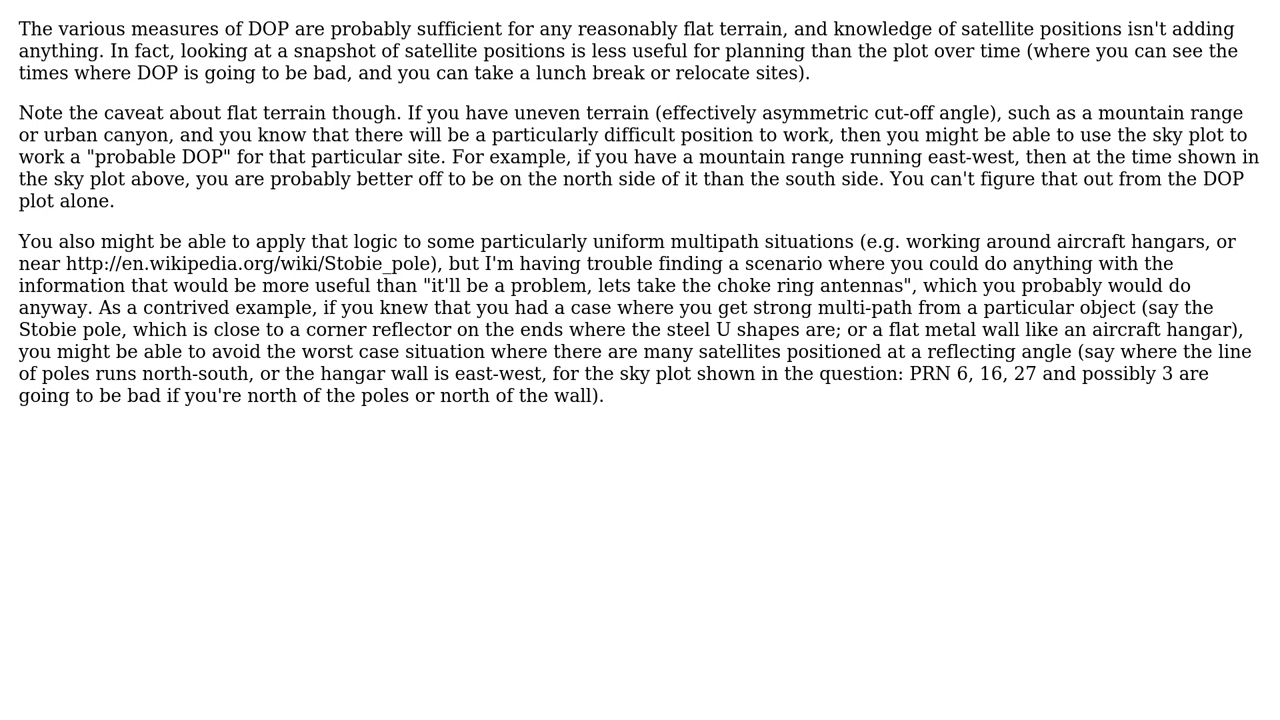 The various measures of DOP are probably sufficient for any reasonably flat terrain, and knowledge of satellite positions isn't adding
anything. In fact, looking at a snapshot of satellite positions is less useful for planning than the plot over time (where you can see the
times where DOP is going to be bad, and you can take a lunch break or relocate sites).
Note the caveat about flat terrain though. If you have uneven terrain (effectively asymmetric cut-off angle), such as a mountain range
or urban canyon, and you know that there will be a particularly difficult position to work, then you might be able to use the sky plot to
work a "probable DOP" for that particular site. For example, if you have a mountain range running east-west, then at the time shown in
the sky plot above, you are probably better off to be on the north side of it than the south side. You can't figure that out from the DOP
plot alone.
You also might be able to apply that logic to some particularly uniform multipath situations (e.g. working around aircraft hangars, or
near http://en.wikipedia.org/wiki/Stobie_pole), but I'm having trouble finding a scenario where you could do anything with the
information that would be more useful than "it'll be a problem, lets take the choke ring antennas", which you probably would do
anyway. As a contrived example, if you knew that you had a case where you get strong multi-path from a particular object (say the
Stobie pole, which is close to a corner reflector on the ends where the steel U shapes are; or a flat metal wall like an aircraft hangar),
you might be able to avoid the worst case situation where there are many satellites positioned at a reflecting angle (say where the line
of poles runs north-south, or the hangar wall is east-west, for the sky plot shown in the question: PRN 6, 16, 27 and possibly 3 are
going to be bad if you're north of the poles or north of the wall).